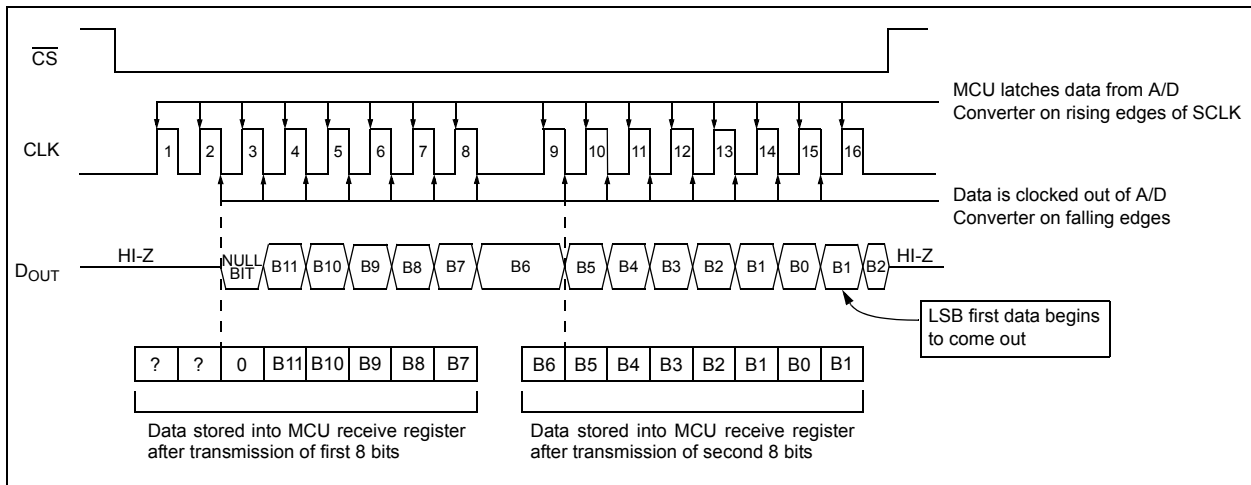 CS
MCU latches data from A/D
Converter on rising edges of SCLK
CLK
1 2 3 4 5 6 7 8 9 10 11 12 13 14 15 16
Data is clocked out of A/D
Converter on falling edges
DOUT
HI-Z
NULL
BIT
B11 B10 B9 B8 B7 B6 B5 B4 B3 B2 B1 B0 B1 B2
HI-Z
LSB first data begins
to come out
? ? 0 B11 B10 B9 B8 B7
B6 B5 B4 B3 B2 B1 B0 B1
Data stored into MCU receive register
after transmission of first 8 bits
Data stored into MCU receive register
after transmission of second 8 bits